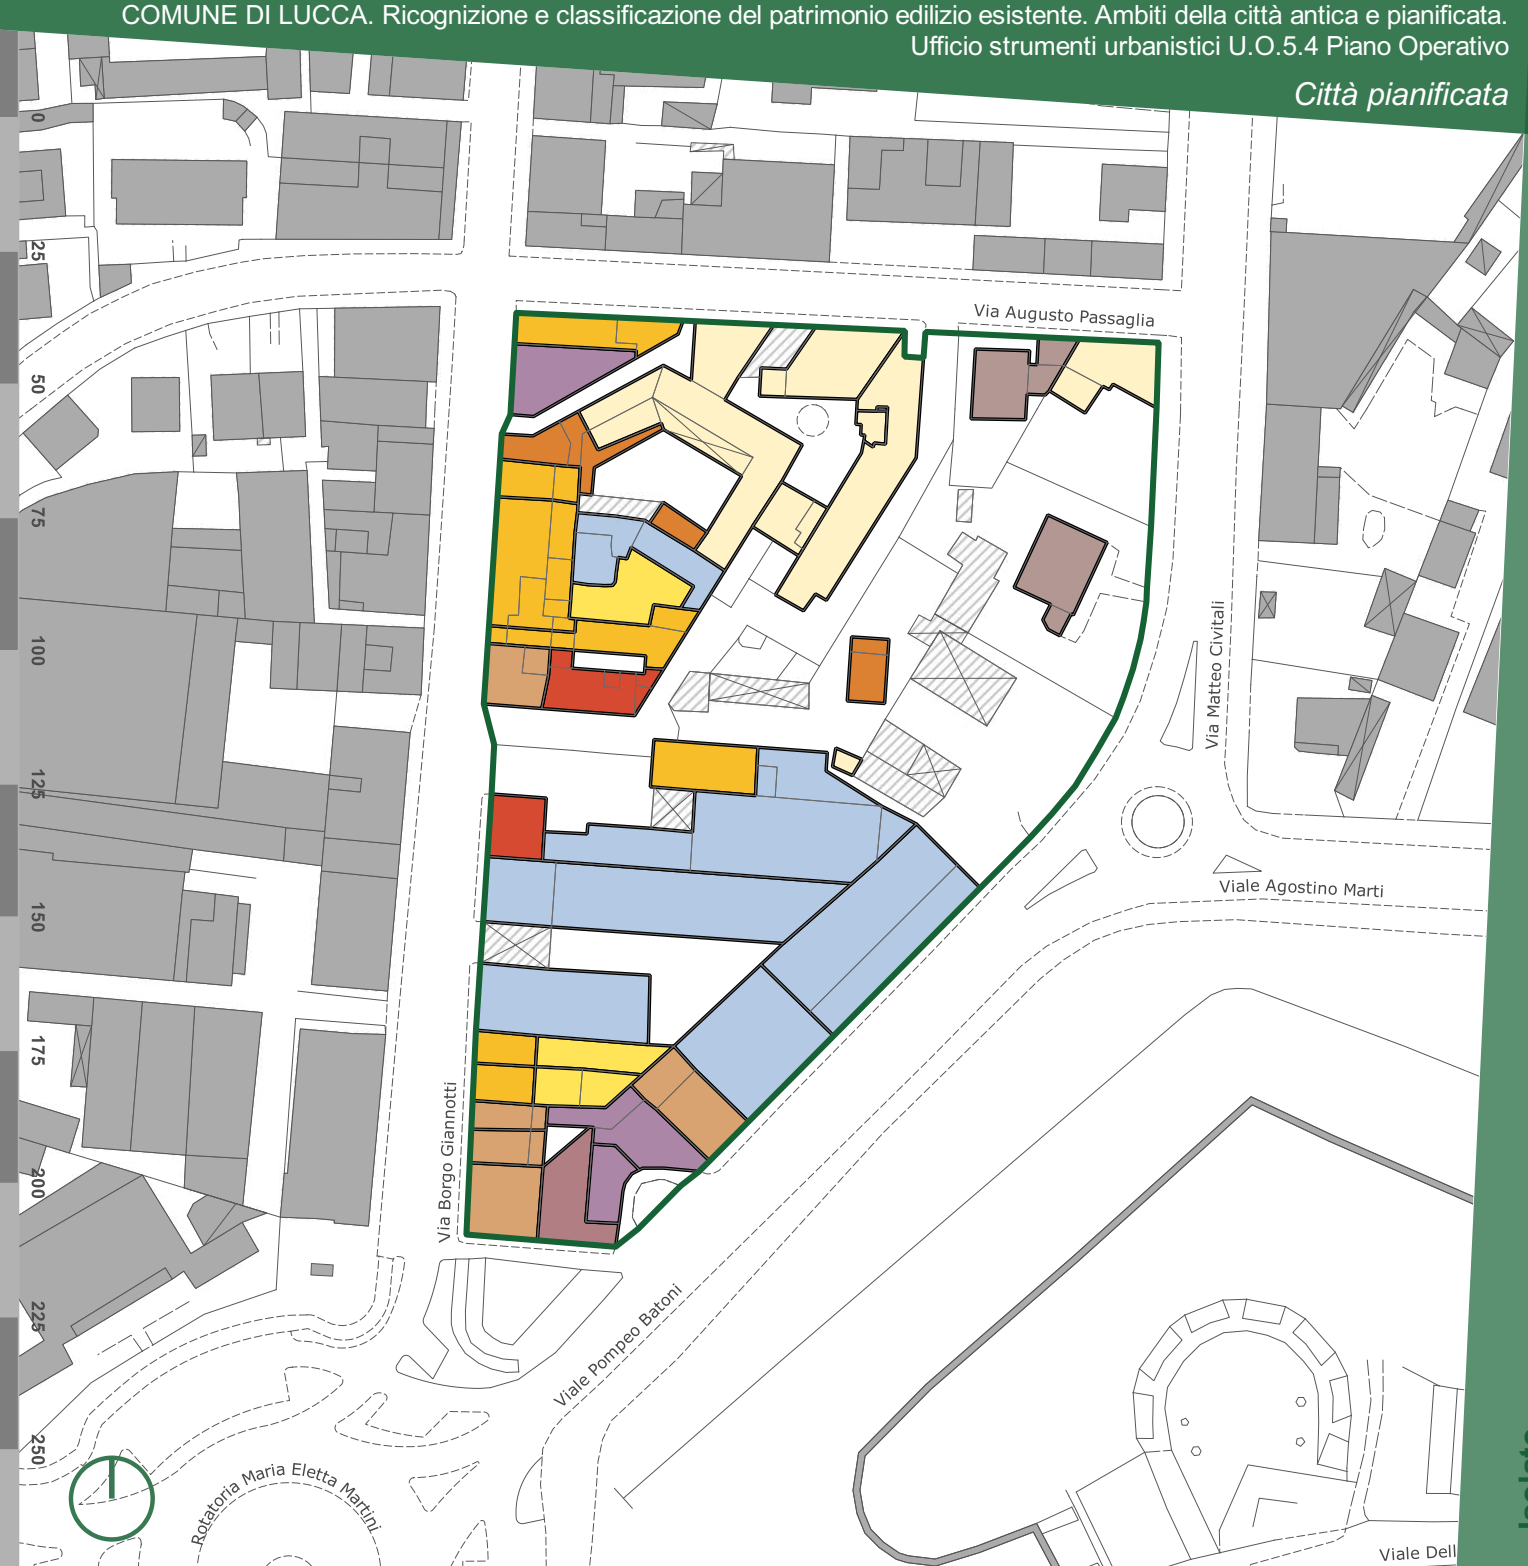 COMUNE DI LUCCA. Ricognizione e classificazione del patrimonio edilizio esistente. Ambiti della città antica e pianificata.
Ufficio strumenti urbanistici U.O.5.4 Piano Operativo
Città pianificata
0
25
50
75
100
125
150
175
200
225
250
Via Augusto Passaglia
Via Matteo Civitali
Viale Agostino Marti
Via Borgo Giannotti
Viale Pompeo Batoni
Rotatoria Maria Eletta Martini
Viale Dell